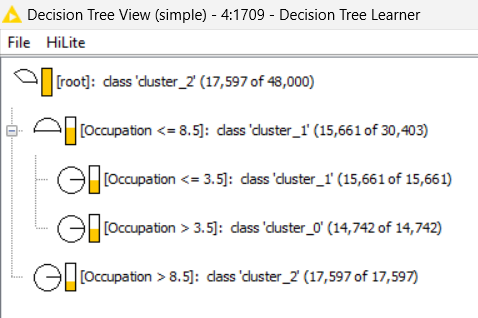 Decision Tree View (simple) - 4:1709 - Decision Tree Learner
File HiLite
[root]: class 'cluster_2' (17,597 of 48,000)
[Occupation <= 8.5]: class 'cluster_1' (15,661 of 30,403)
[Occupation <= 3.5]: class 'cluster_1' (15,661 of 15,661)
[Occupation > 3.5]: class 'cluster_0' (14,742 of 14,742)
[Occupation > 8.5]: class 'cluster_2' (17,597 of 17,597)